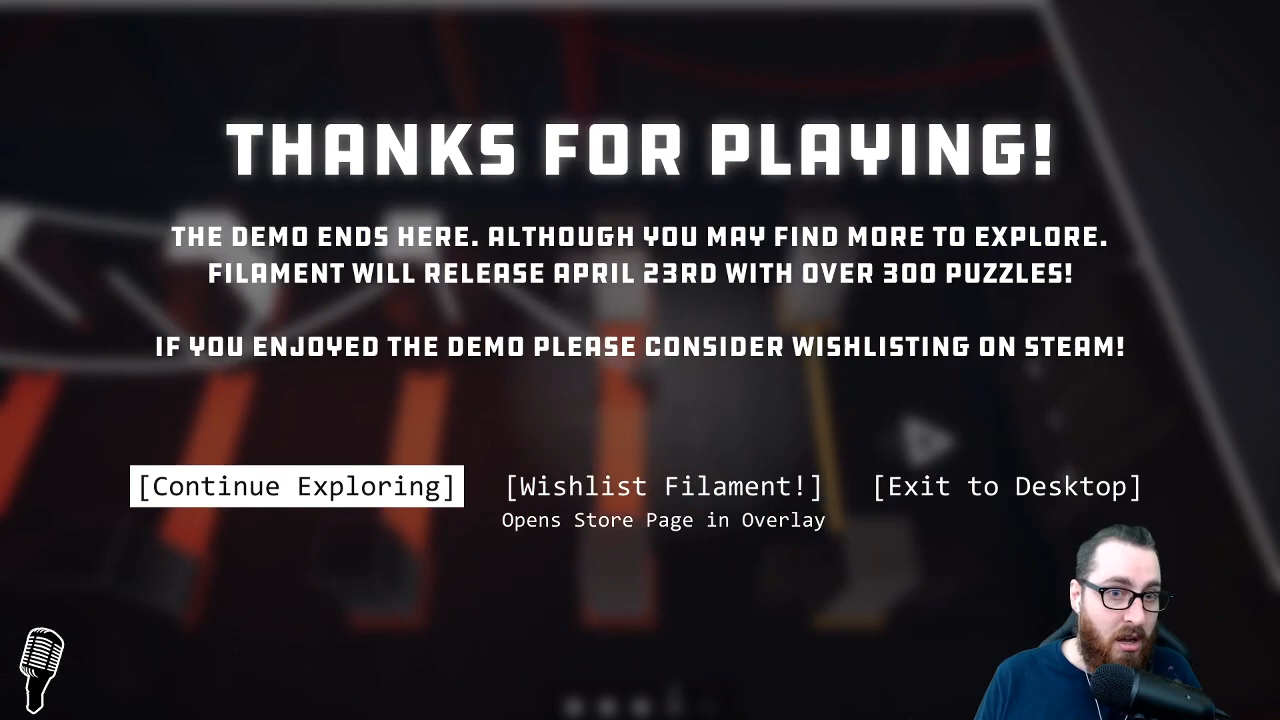 THANKS FOR PLAYING!
THE DEMO ENDS HERE. ALTHOUGH YOU MAY FIND MORE TO EXPLORE.
FILAMENT WILL RELEASE APRIL 23RD WITH OVER 300 PUZZLES!
IF YOU ENJOYED THE DEMO PLEASE CONSIDER WISHLISTING ON STEAM!
[Continue Exploring] [Wishlist Filament!] [Exit to Desktop]
Opens Store Page in Overlay